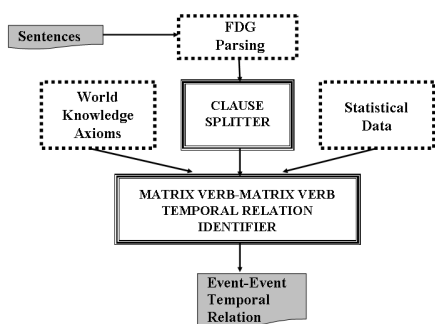 Sentences
FDG
Parsing
World
Knowledge
Axioms
CLAUSE
SPLITTER
Statistical
Data
MATRIX VERB-MATRIX VERB
TEMPORAL RELATION
IDENTIFIER
Event-Event
Temporal
Relation